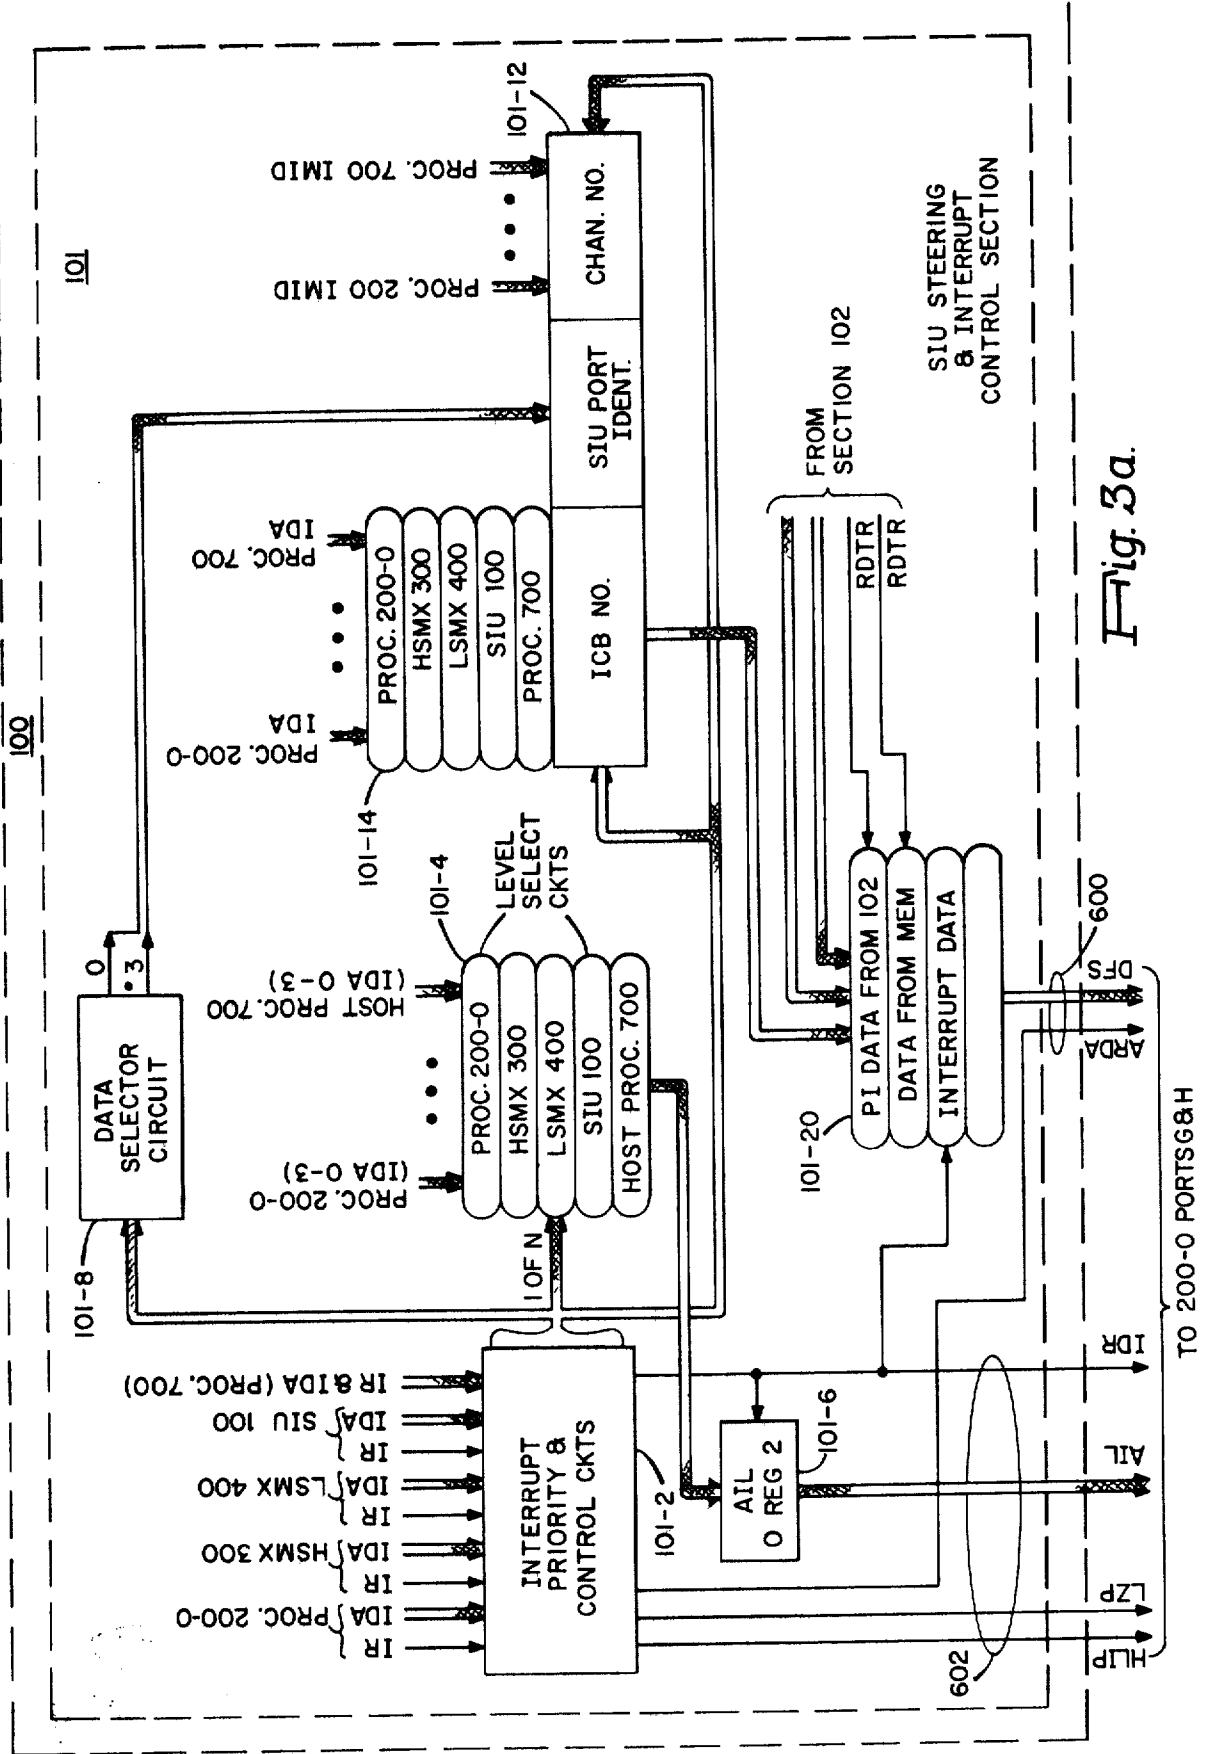 100
101
101-8
DATA
SELECTOR
CIRCUIT
0
3
IR & IDA (PROC. 700)
IDA
IR
SIU 100
IDA
IR
LSMX 400
IDA
IR
HSMX 300
IDA
IR
PROC. 200-0
INTERRUPT
PRIORITY &
CONTROL CKTS
101-2
1 OF N
PROC. 200-0
(IDA 0-3)
HOST PROC. 700
(IDA 0-3)
101-4
LEVEL
SELECT
CKTS
PROC. 200-0
HSMX 300
LSMX 400
SIU 100
HOST PROC. 700
PROC. 200-0
IDA
PROC. 700
IDA
101-14
PROC. 200-0
HSMX 300
LSMX 400
SIU 100
PROC. 700
ICB NO.
SIU PORT
IDENT.
CHAN. NO.
PROC. 200 IMID
PROC. 700 IMID
101-12
AIL
0 REG 2
101-6
101-20
PI DATA FROM 102
DATA FROM MEM
INTERRUPT DATA
RDTR
RDTR
FROM
SECTION 102
SIU STEERING
& INTERRUPT
CONTROL SECTION
602
600
HLIP
LZP
AIL
IDR
ARDA
DFS
TO 200-0 PORTS G & H
Fig. 3a.